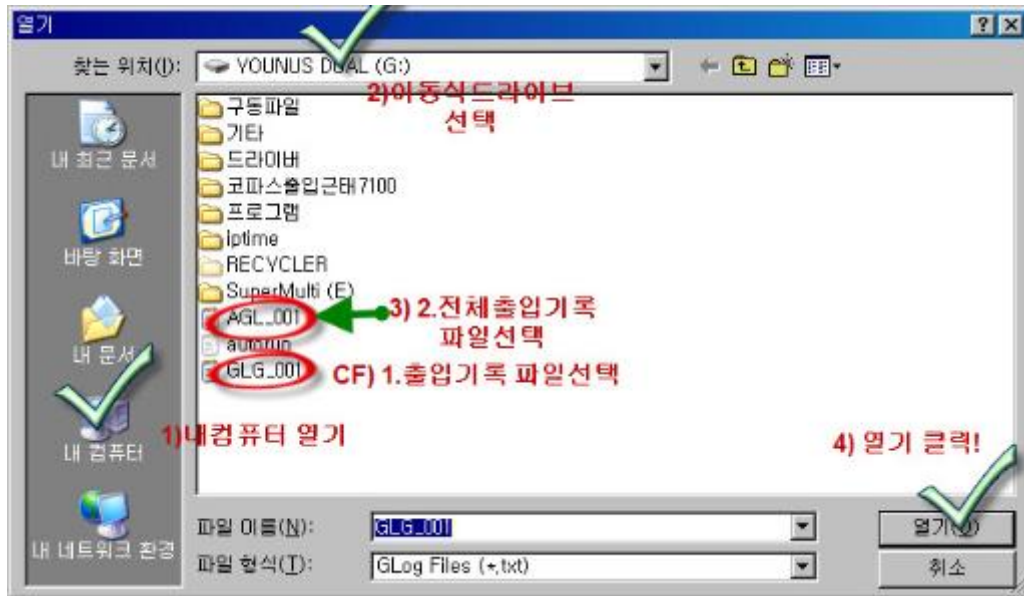 열기
찾는 위치(I):
YOUNUS DUAL (G:)
2)이동식드라이브
선택
구동파일
기타
드라이버
코파스출입근태7100
프로그램
iptime
RECYCLER
SuperMulti (E)
AGL_001
3) 2.전체출입기록
파일선택
autorun
GLG_001
CF) 1.출입기록 파일선택
내 최근 문서
바탕 화면
내 문서
내 컴퓨터
1)내컴퓨터 열기
내 네트워크 환경
4) 열기 클릭!
파일 이름(N):
GLG_001
열기(O)
파일 형식(T):
GLog Files (*.txt)
취소